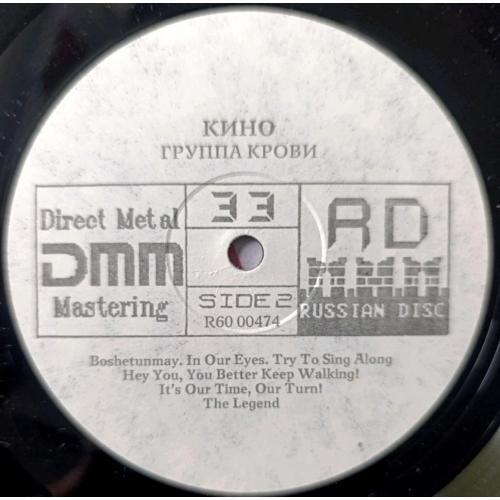 КИНО
ГРУППА КРОВИ
Direct Metal
DMM
Mastering
33
SIDE 2
R60 00474
RD
RUSSIAN DISC
Boshetunmay. In Our Eyes. Try To Sing Along
Hey You, You Better Keep Walking!
It's Our Time, Our Turn!
The Legend